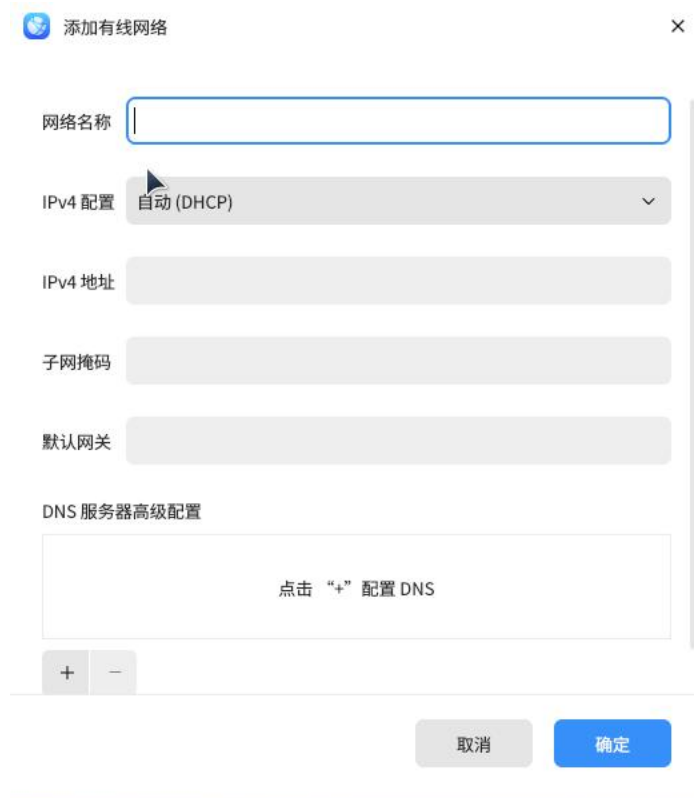 添加有线网络
网络名称
IPv4 配置 自动 (DHCP)
IPv4 地址
子网掩码
默认网关
DNS 服务器高级配置
点击 “+” 配置 DNS
+ −
取消 确定